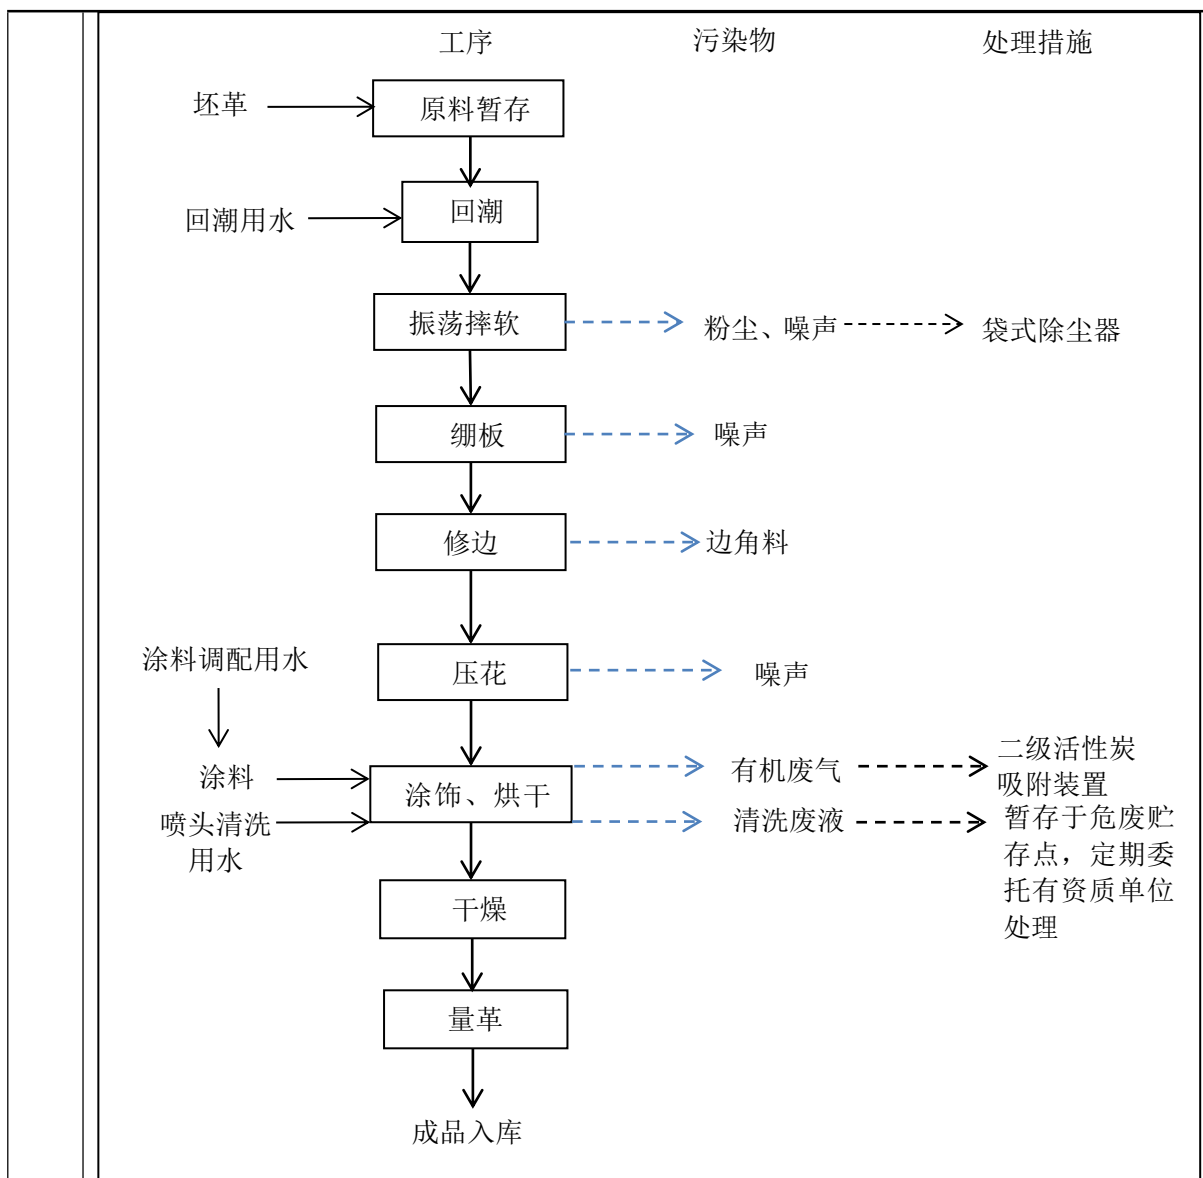 工序 污染物 处理措施
坯革 原料暂存
回潮用水 回潮
振荡摔软 粉尘、噪声 袋式除尘器
绷板 噪声
修边 边角料
涂料调配用水
压花 噪声
涂料 涂饰、烘干 有机废气 二级活性炭
吸附装置
喷头清洗
用水
清洗废液 暂存于危废贮
存点，定期委
托有资质单位
处理
干燥
量革
成品入库